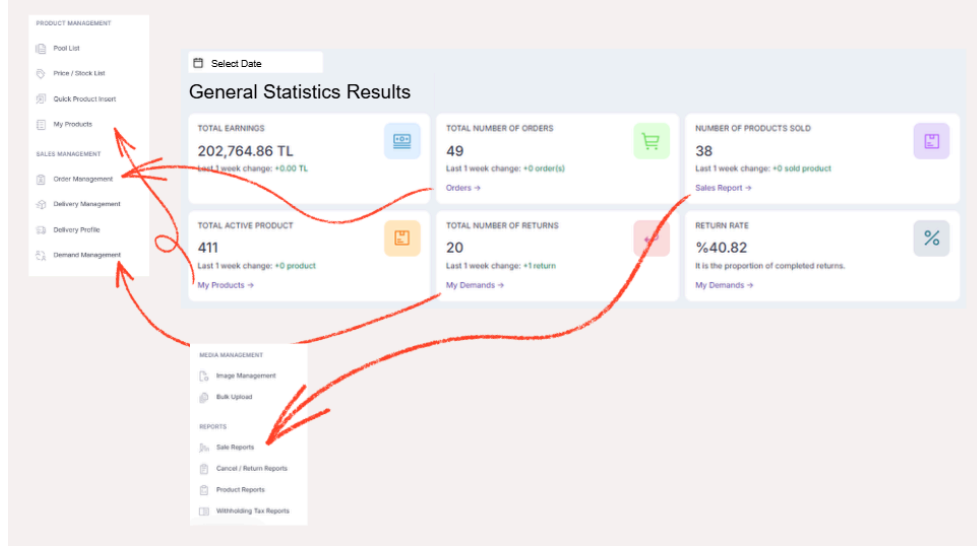 PRODUCT MANAGEMENT
Pool List
Price / Stock List
Quick Product Insert
My Products
SALES MANAGEMENT
Order Management
Delivery Management
Delivery Profile
Demand Management
Select Date
General Statistics Results
TOTAL EARNINGS
202,764.86 TL
Last 1 week change: +0.00 TL
TOTAL NUMBER OF ORDERS
49
Last 1 week change: +0 order(s)
Orders →
NUMBER OF PRODUCTS SOLD
38
Last 1 week change: +0 sold product
Sales Report →
TOTAL ACTIVE PRODUCT
411
Last 1 week change: +0 product
My Products →
TOTAL NUMBER OF RETURNS
20
Last 1 week change: +1 return
My Demands →
RETURN RATE
%40.82
It is the proportion of completed returns.
My Demands →
%
MEDIA MANAGEMENT
Image Management
Bulk Upload
REPORTS
Sale Reports
Cancel / Return Reports
Product Reports
Withholding Tax Reports